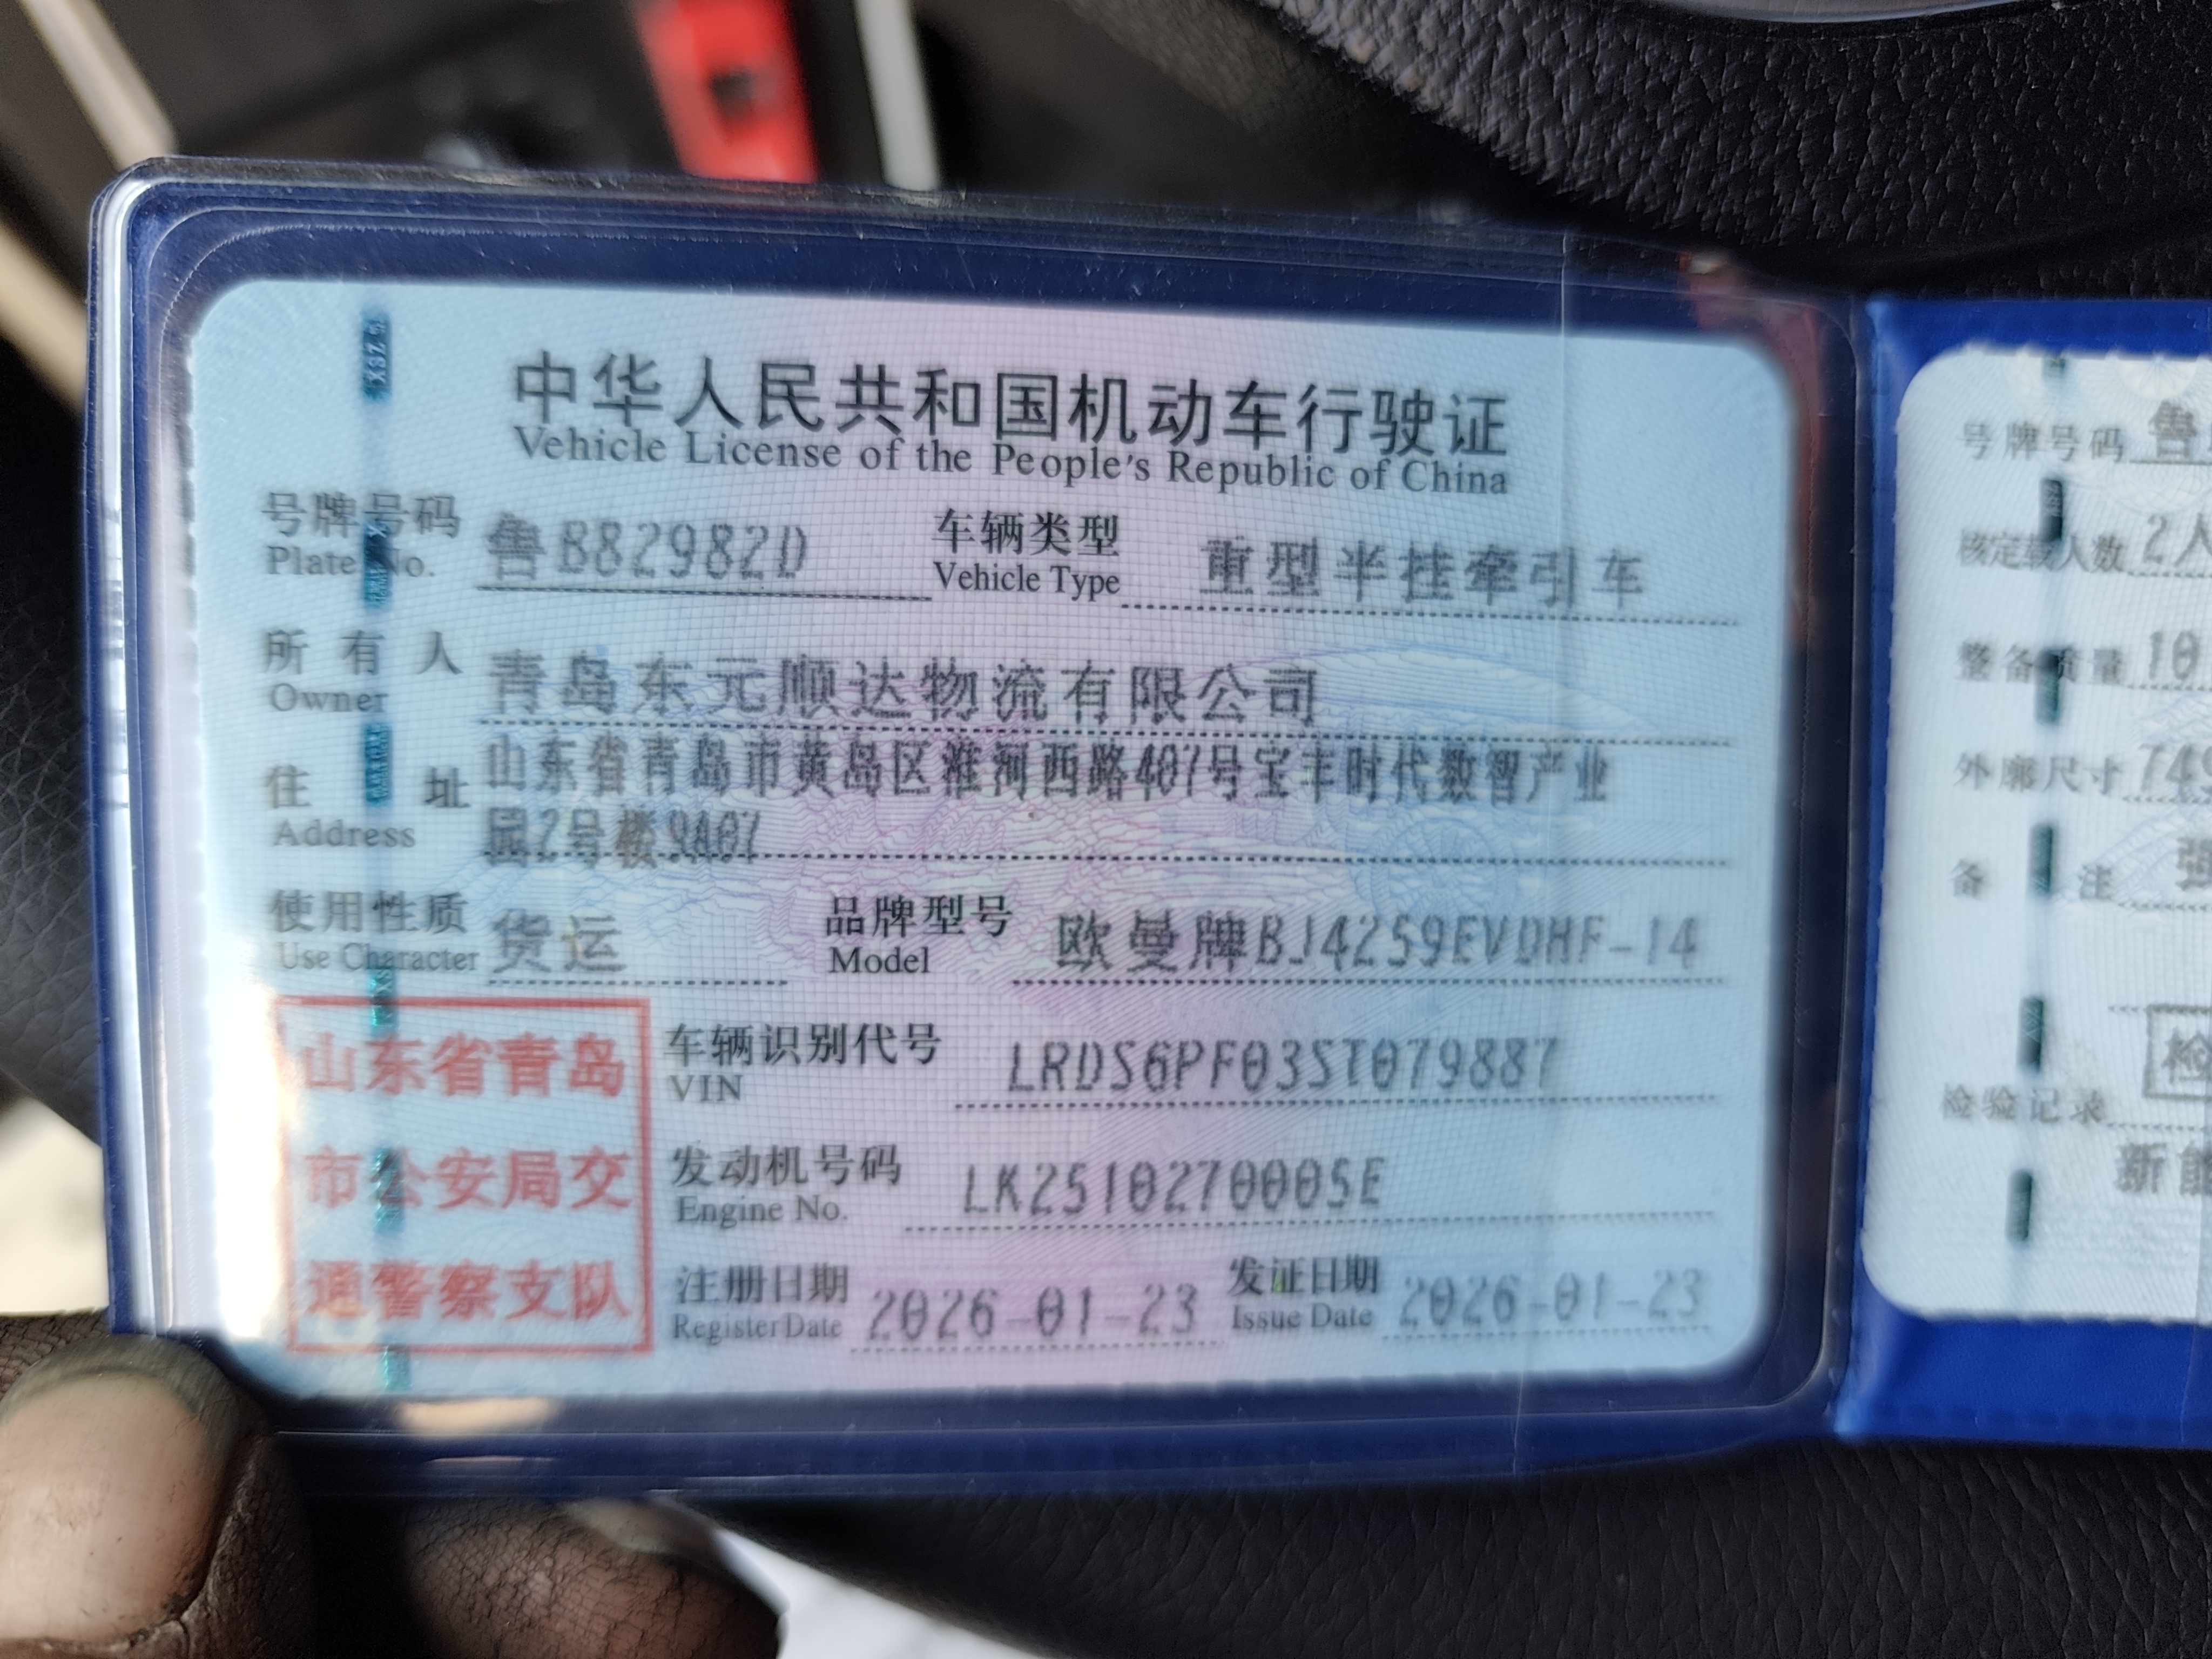 中华人民共和国机动车行驶证
Vehicle License of the People's Republic of China
号牌号码 鲁B82982D 车辆类型 重型半挂牵引车
Plate No. Vehicle Type
所有人 青岛东元顺达物流有限公司
Owner
住址 山东省青岛市黄岛区淮河西路407号宝丰时代数智产业
Address 园2号楼9A07
使用性质 货运 品牌型号 欧曼牌BJ4259EVDHF-14
Use Character Model
山东省青岛
市公安局交
通警察支队
车辆识别代号 LRDS6PF03ST079887
VIN
发动机号码 LK2510270005E
Engine No.
注册日期 2026-01-23 发证日期 2026-01-23
Register Date Issue Date
号牌号码 鲁
核定载人数 2人
整备质量 10
外廓尺寸 749
备注 强
检
检验记录
新能